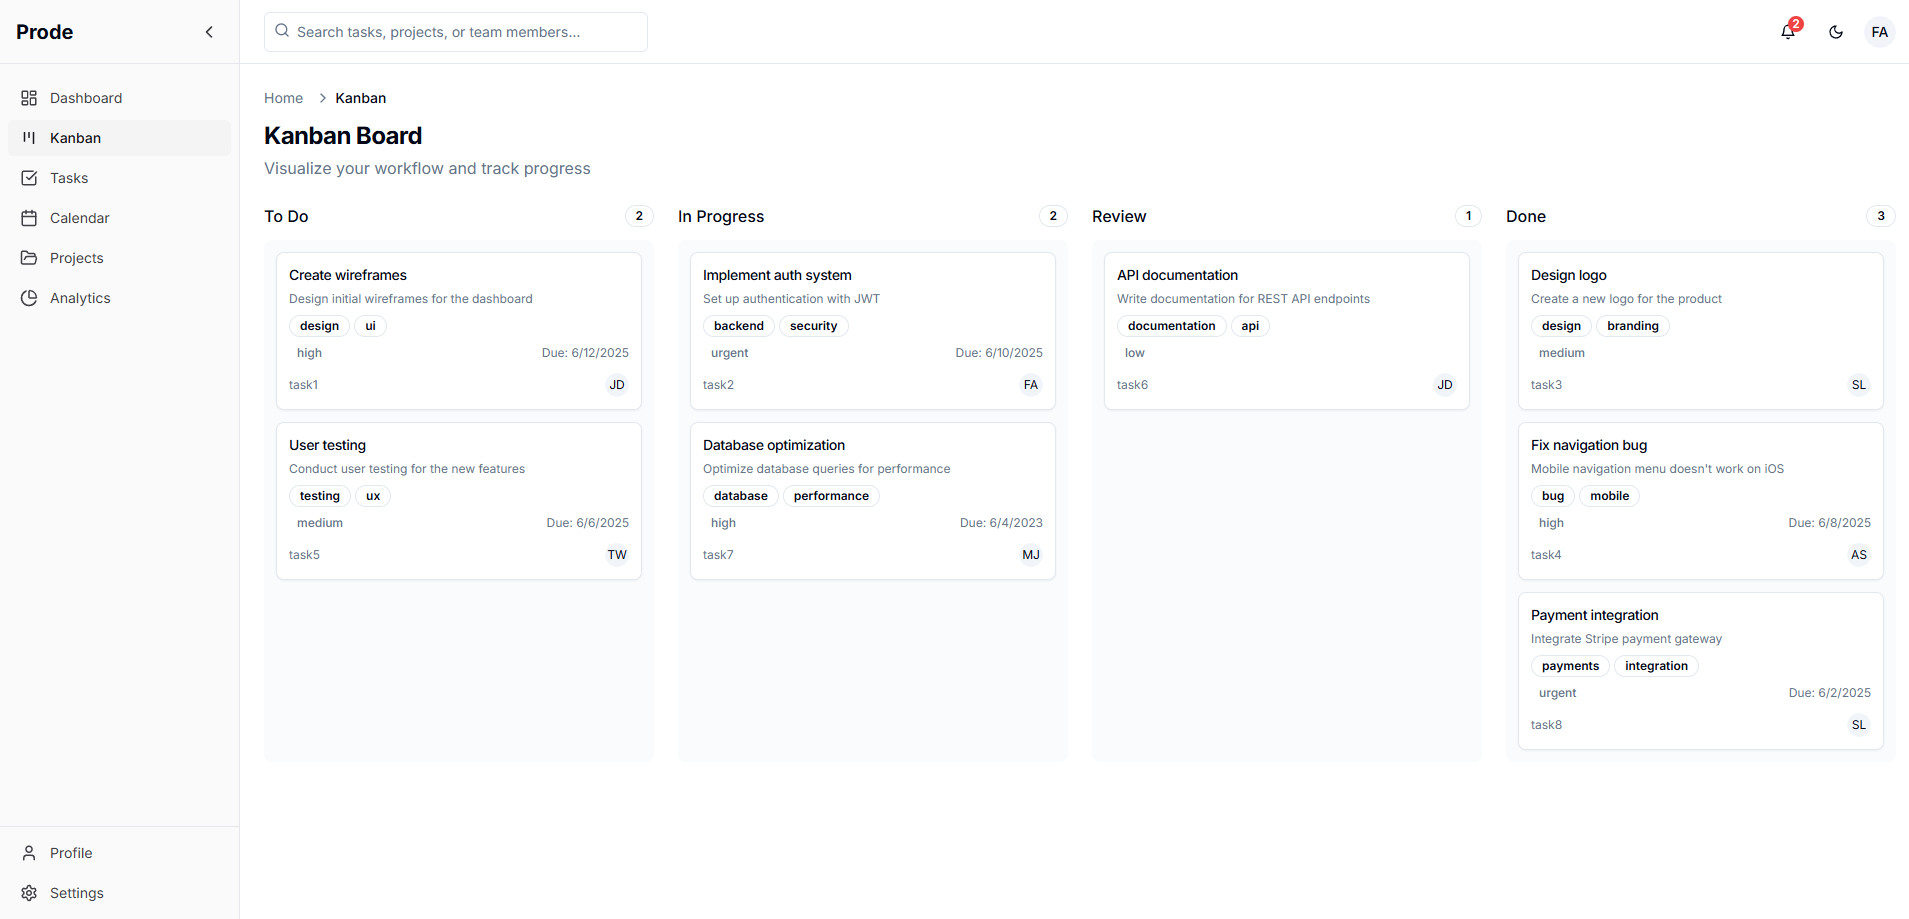 Prode
Search tasks, projects, or team members...
2
FA
Dashboard
Kanban
Tasks
Calendar
Projects
Analytics
Profile
Settings
Home > Kanban
Kanban Board
Visualize your workflow and track progress
To Do 2
Create wireframes
Design initial wireframes for the dashboard
design ui
high Due: 6/12/2025
task1 JD
User testing
Conduct user testing for the new features
testing ux
medium Due: 6/6/2025
task5 TW
In Progress 2
Implement auth system
Set up authentication with JWT
backend security
urgent Due: 6/10/2025
task2 FA
Database optimization
Optimize database queries for performance
database performance
high Due: 6/4/2023
task7 MJ
Review 1
API documentation
Write documentation for REST API endpoints
documentation api
low
task6 JD
Done 3
Design logo
Create a new logo for the product
design branding
medium
task3 SL
Fix navigation bug
Mobile navigation menu doesn't work on iOS
bug mobile
high Due: 6/8/2025
task4 AS
Payment integration
Integrate Stripe payment gateway
payments integration
urgent Due: 6/2/2025
task8 SL